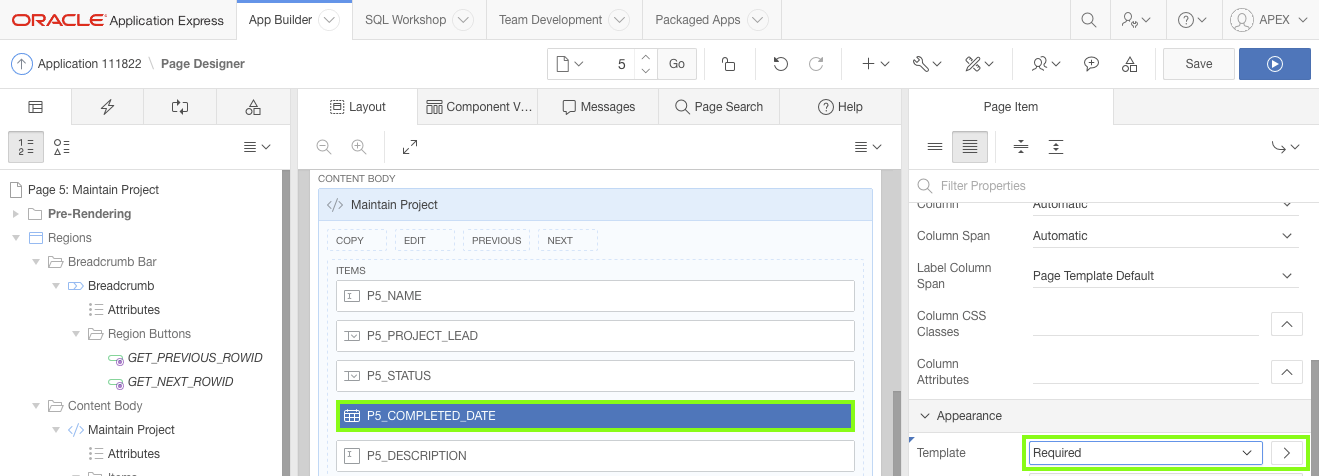 ORACLE Application Express
App Builder
SQL Workshop
Team Development
Packaged Apps
APEX
Application 111822 \ Page Designer
5
Go
Save
Layout
Component V...
Messages
Page Search
Help
Page Item
1
2
Filter Properties
Page 5: Maintain Project
Pre-Rendering
Regions
Breadcrumb Bar
Breadcrumb
Attributes
Region Buttons
GET_PREVIOUS_ROWID
GET_NEXT_ROWID
Content Body
Maintain Project
Attributes
Items
CONTENT BODY
Maintain Project
COPY
EDIT
PREVIOUS
NEXT
ITEMS
P5_NAME
P5_PROJECT_LEAD
P5_STATUS
P5_COMPLETED_DATE
P5_DESCRIPTION
Column
Automatic
Column Span
Automatic
Label Column
Span
Page Template Default
Column CSS
Classes
Column
Attributes
Appearance
Template
Required